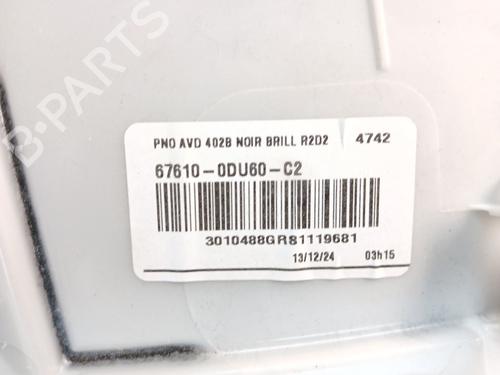 PNO AVD 402B NOIR BRILL R2D2 4742
67610-0DU60-C2
3010488GR81119681
13/12/24 03h15
B-PARTS